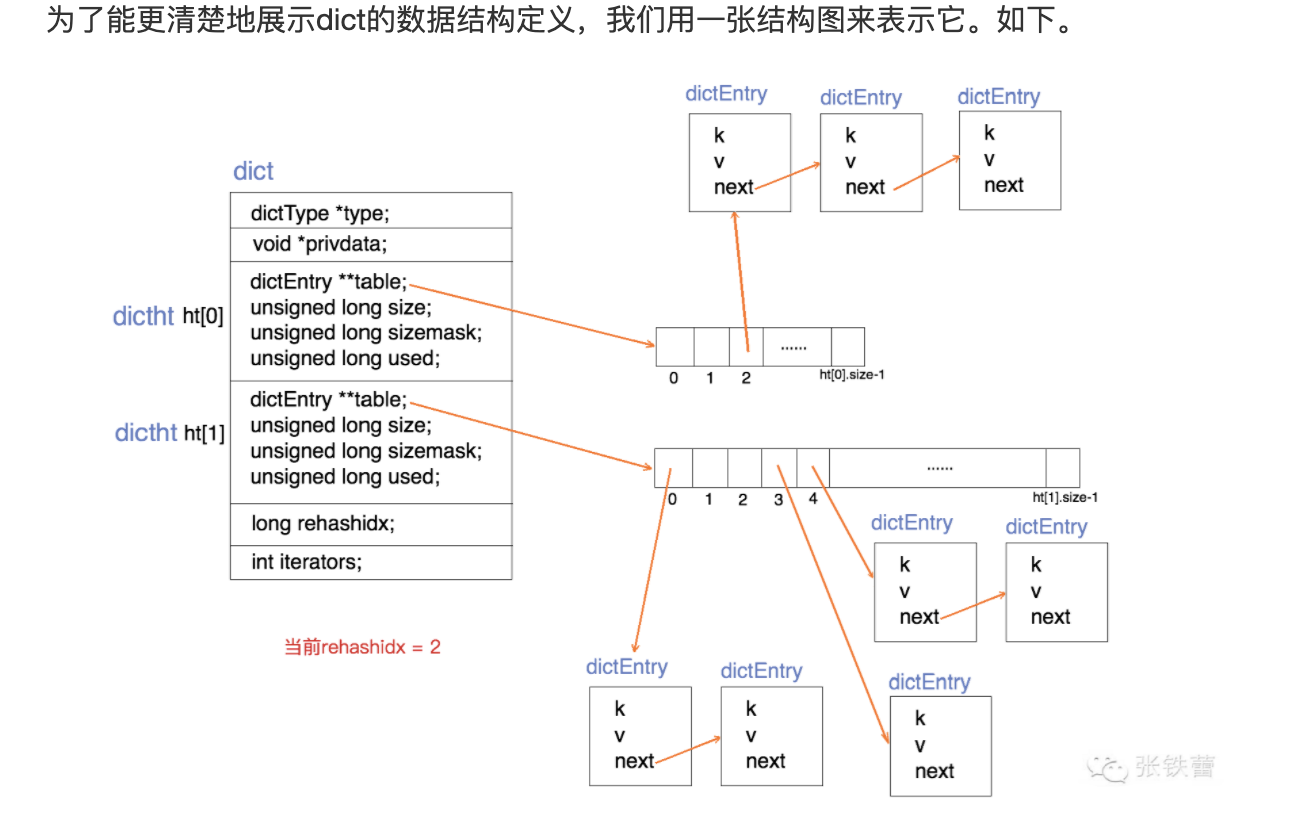 为了能更清楚地展示dict的数据结构定义，我们用一张结构图来表示它。如下。
dictEntry
dictEntry
dictEntry
k
v
next
k
v
next
k
v
next
dict
dictType *type;
void *privdata;
dictht ht[0]
dictEntry **table;
unsigned long size;
unsigned long sizemask;
unsigned long used;
0 1 2 ...... ht[0].size-1
dictht ht[1]
dictEntry **table;
unsigned long size;
unsigned long sizemask;
unsigned long used;
0 1 2 3 4 ...... ht[1].size-1
long rehashidx;
int iterators;
当前rehashidx = 2
dictEntry
dictEntry
k
v
next
k
v
next
dictEntry
dictEntry
k
v
next
k
v
next
dictEntry
k
v
next
张铁蕾